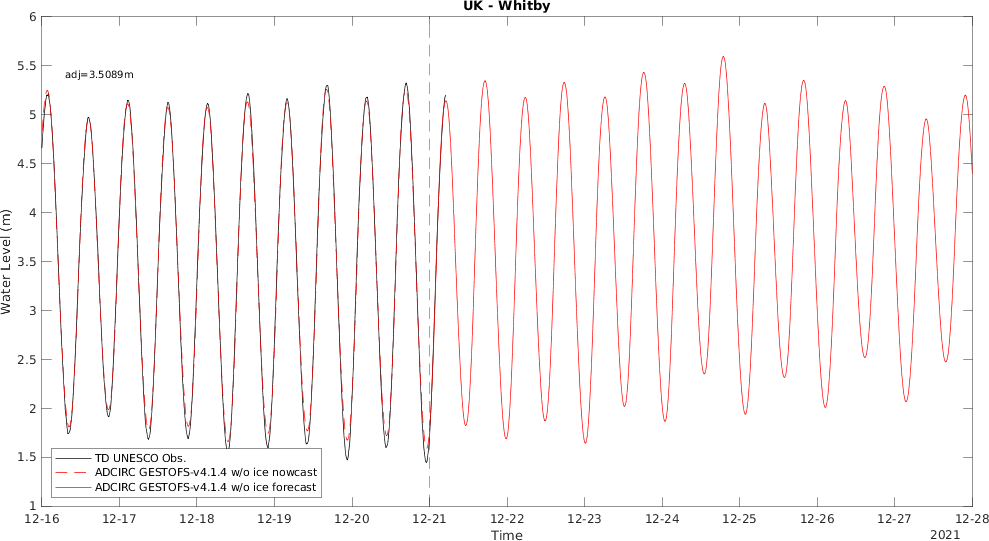 UK - Whitby
adj=3.5089m
6
5.5
5
4.5
4
3.5
3
2.5
2
1.5
1
Water Level (m)
TD UNESCO Obs.
ADCIRC GESTOFS-v4.1.4 w/o ice nowcast
ADCIRC GESTOFS-v4.1.4 w/o ice forecast
12-16 12-17 12-18 12-19 12-20 12-21 12-22 12-23 12-24 12-25 12-26 12-27 12-28
Time
2021